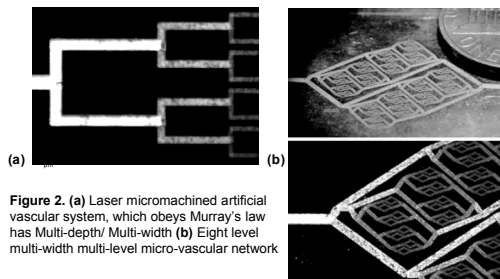 (a)
(b)
Figure 2. (a) Laser micromachined artificial
vascular system, which obeys Murray's law
has Multi-depth/ Multi-width (b) Eight level
multi-width multi-level micro-vascular network